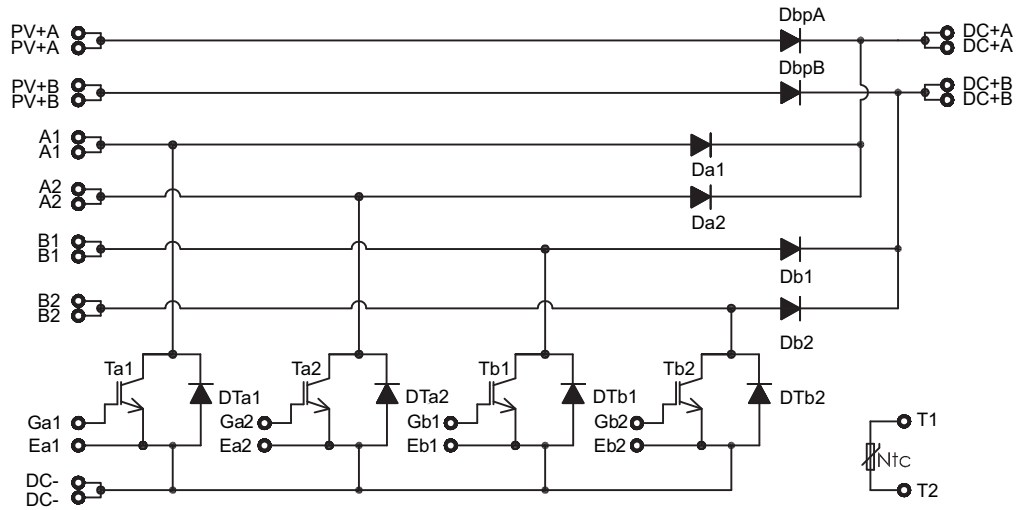 DbpA
PV+A
PV+A
DC+A
DC+A
DbpB
PV+B
PV+B
DC+B
DC+B
A1
A1
Da1
A2
A2
Da2
B1
B1
Db1
B2
B2
Db2
Ta1
Ta2
Tb1
Tb2
DTa1
DTa2
DTb1
DTb2
Ga1
Ga2
Gb1
Gb2
T1
Ea1
Ea2
Eb1
Eb2
Ntc
DC-
DC-
T2